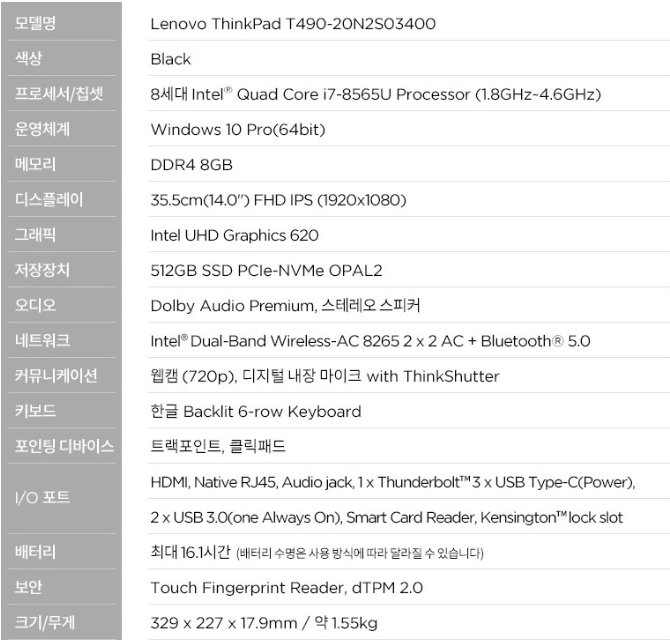 모델명 Lenovo ThinkPad T490-20N2S03400
색상 Black
프로세서/칩셋 8세대 Intel® Quad Core i7-8565U Processor (1.8GHz~4.6GHz)
운영체계 Windows 10 Pro(64bit)
메모리 DDR4 8GB
디스플레이 35.5cm(14.0") FHD IPS (1920x1080)
그래픽 Intel UHD Graphics 620
저장장치 512GB SSD PCIe-NVMe OPAL2
오디오 Dolby Audio Premium, 스테레오 스피커
네트워크 Intel® Dual-Band Wireless-AC 8265 2 x 2 AC + Bluetooth® 5.0
커뮤니케이션 웹캠 (720p), 디지털 내장 마이크 with ThinkShutter
키보드 한글 Backlit 6-row Keyboard
포인팅 디바이스 트랙포인트, 클릭패드
I/O 포트 HDMI, Native RJ45, Audio jack, 1 x Thunderbolt™ 3 x USB Type-C(Power),
2 x USB 3.0(one Always On), Smart Card Reader, Kensington™ lock slot
배터리 최대 16.1시간 (배터리 수명은 사용 방식에 따라 달라질 수 있습니다)
보안 Touch Fingerprint Reader, dTPM 2.0
크기/무게 329 x 227 x 17.9mm / 약 1.55kg